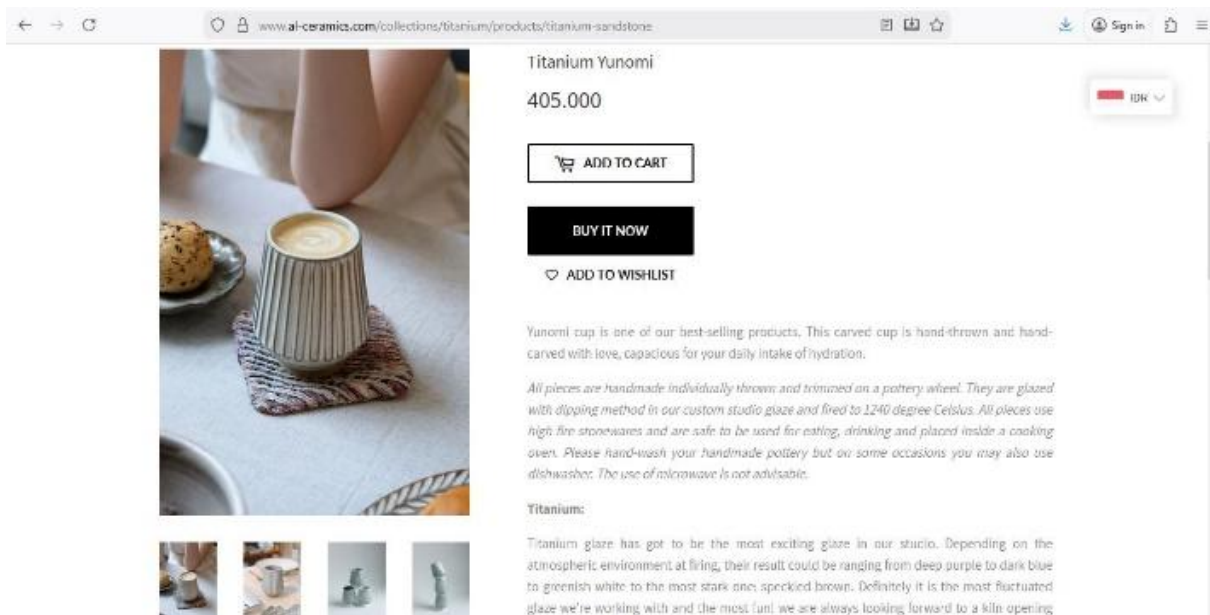 www.al-ceramics.com/collections/titanium/products/titanium-sandstone
Sign in
Titanium Yunomi
405.000
IDR
ADD TO CART
BUY IT NOW
ADD TO WISHLIST
Yunomi cup is one of our best-selling products. This carved cup is hand-thrown and hand-
carved with love, capacious for your daily intake of hydration.
All pieces are handmade individually thrown and trimmed on a pottery wheel. They are glazed
with dipping method in our custom studio glaze and fired to 1240 degree Celsius. All pieces use
high fire stonewares and are safe to be used for eating, drinking and placed inside a cooking
oven. Please hand-wash your handmade pottery but on some occasions you may also use
dishwasher. The use of microwave is not advisable.
Titanium:
Titanium glaze has got to be the most exciting glaze in our studio. Depending on the
atmospheric environment at firing, their result could be ranging from deep purple to dark blue
to greenish white to the most stark one; speckled brown. Definitely it is the most fluctuated
glaze we're working with and the most fun! we are always looking forward to a kiln opening